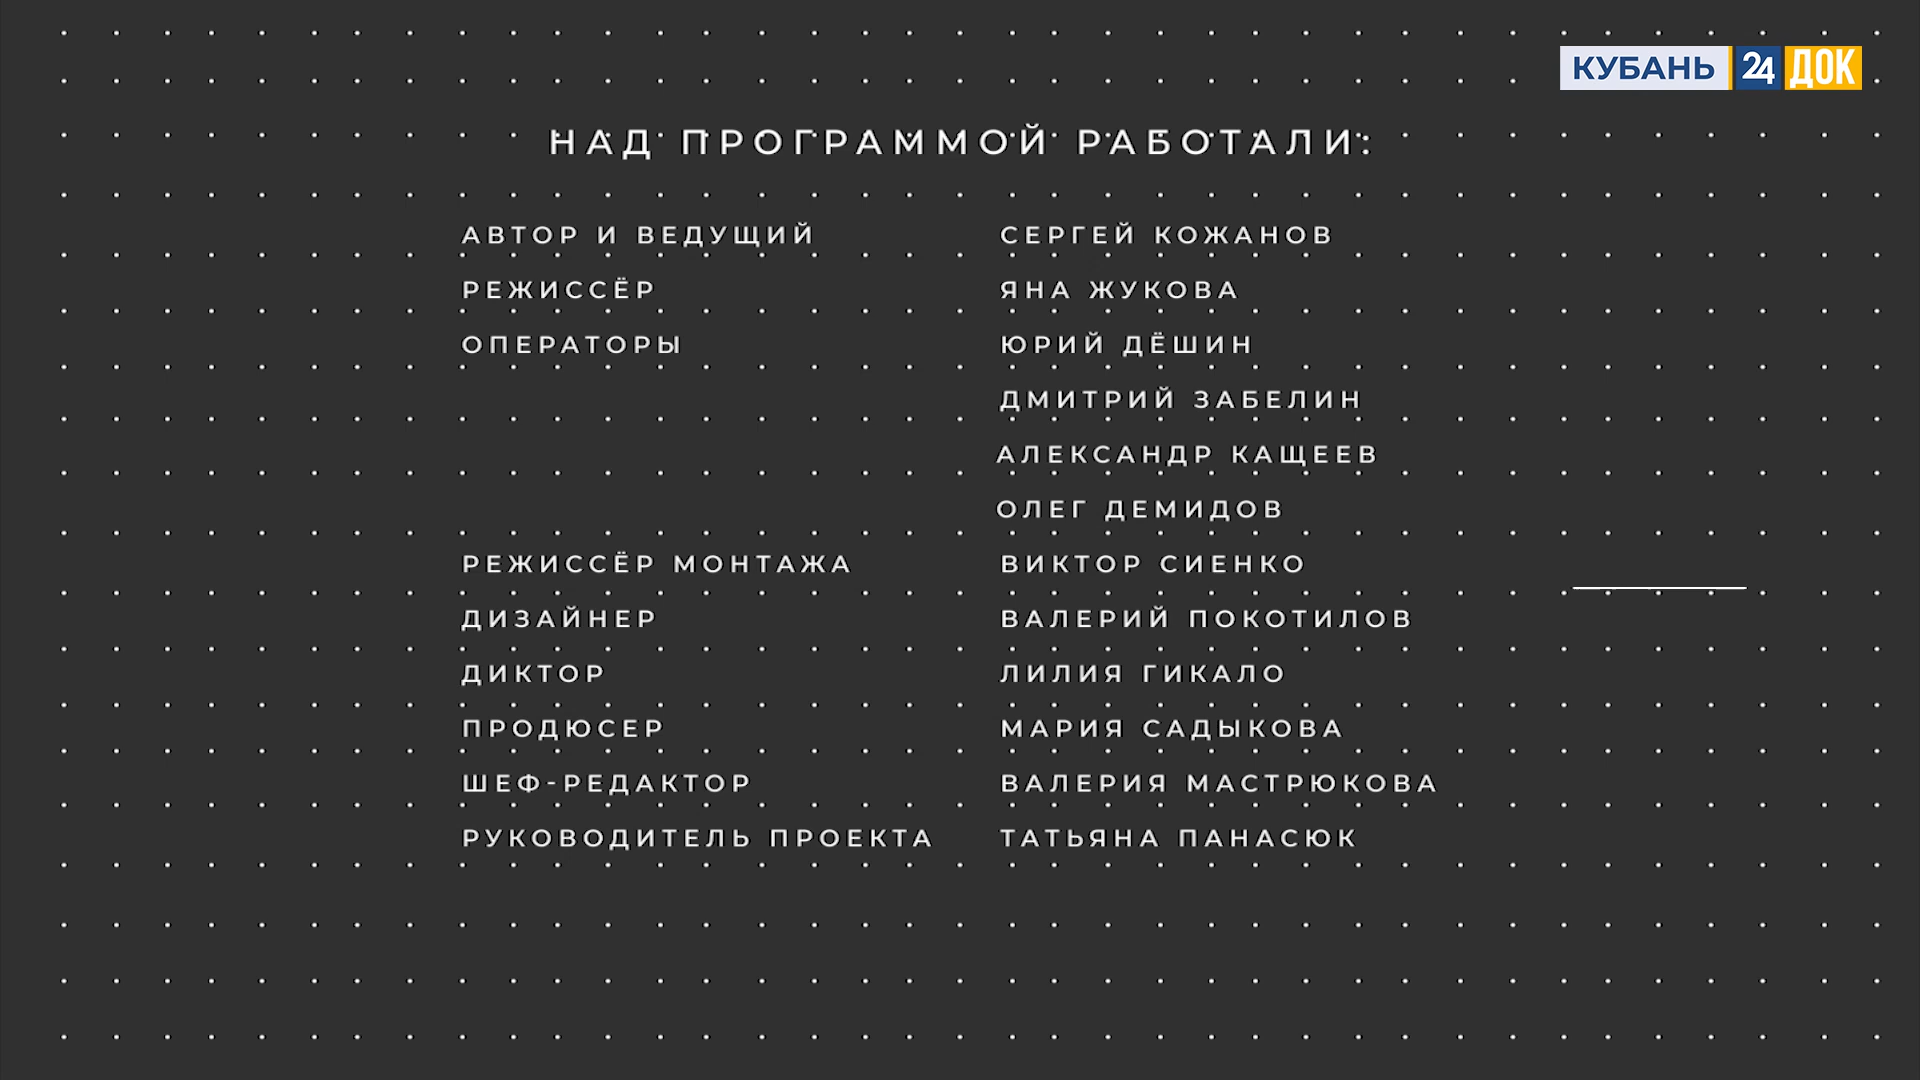 КУБАНЬ 24 ДОК
НАД ПРОГРАММОЙ РАБОТАЛИ:
АВТОР И ВЕДУЩИЙ СЕРГЕЙ КОЖАНОВ
РЕЖИССЁР ЯНА ЖУКОВА
ОПЕРАТОРЫ ЮРИЙ ДЁШИН
ДМИТРИЙ ЗАБЕЛИН
АЛЕКСАНДР КАЩЕЕВ
ОЛЕГ ДЕМИДОВ
РЕЖИССЁР МОНТАЖА ВИКТОР СИЕНКО
ДИЗАЙНЕР ВАЛЕРИЙ ПОКОТИЛОВ
ДИКТОР ЛИЛИЯ ГИКАЛО
ПРОДЮСЕР МАРИЯ САДЫКОВА
ШЕФ-РЕДАКТОР ВАЛЕРИЯ МАСТРЮКОВА
РУКОВОДИТЕЛЬ ПРОЕКТА ТАТЬЯНА ПАНАСЮК